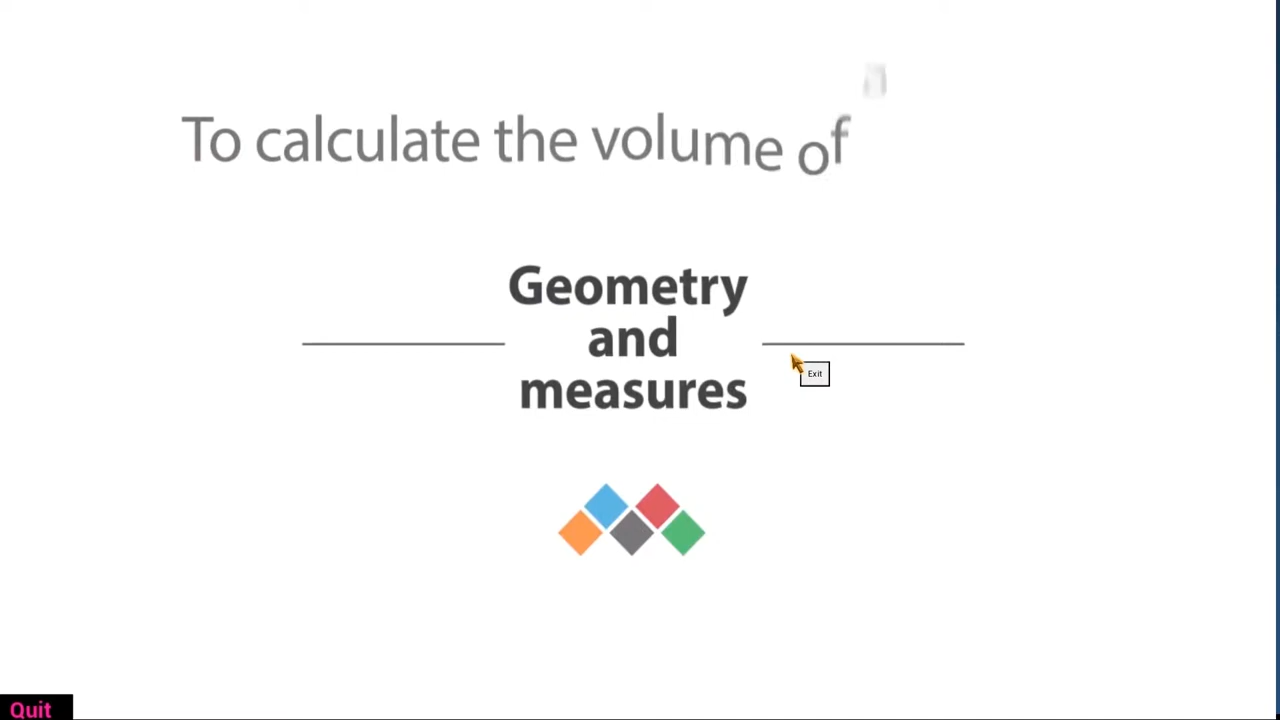 To calculate the volume of
Geometry
and
measures
Exit
Quit